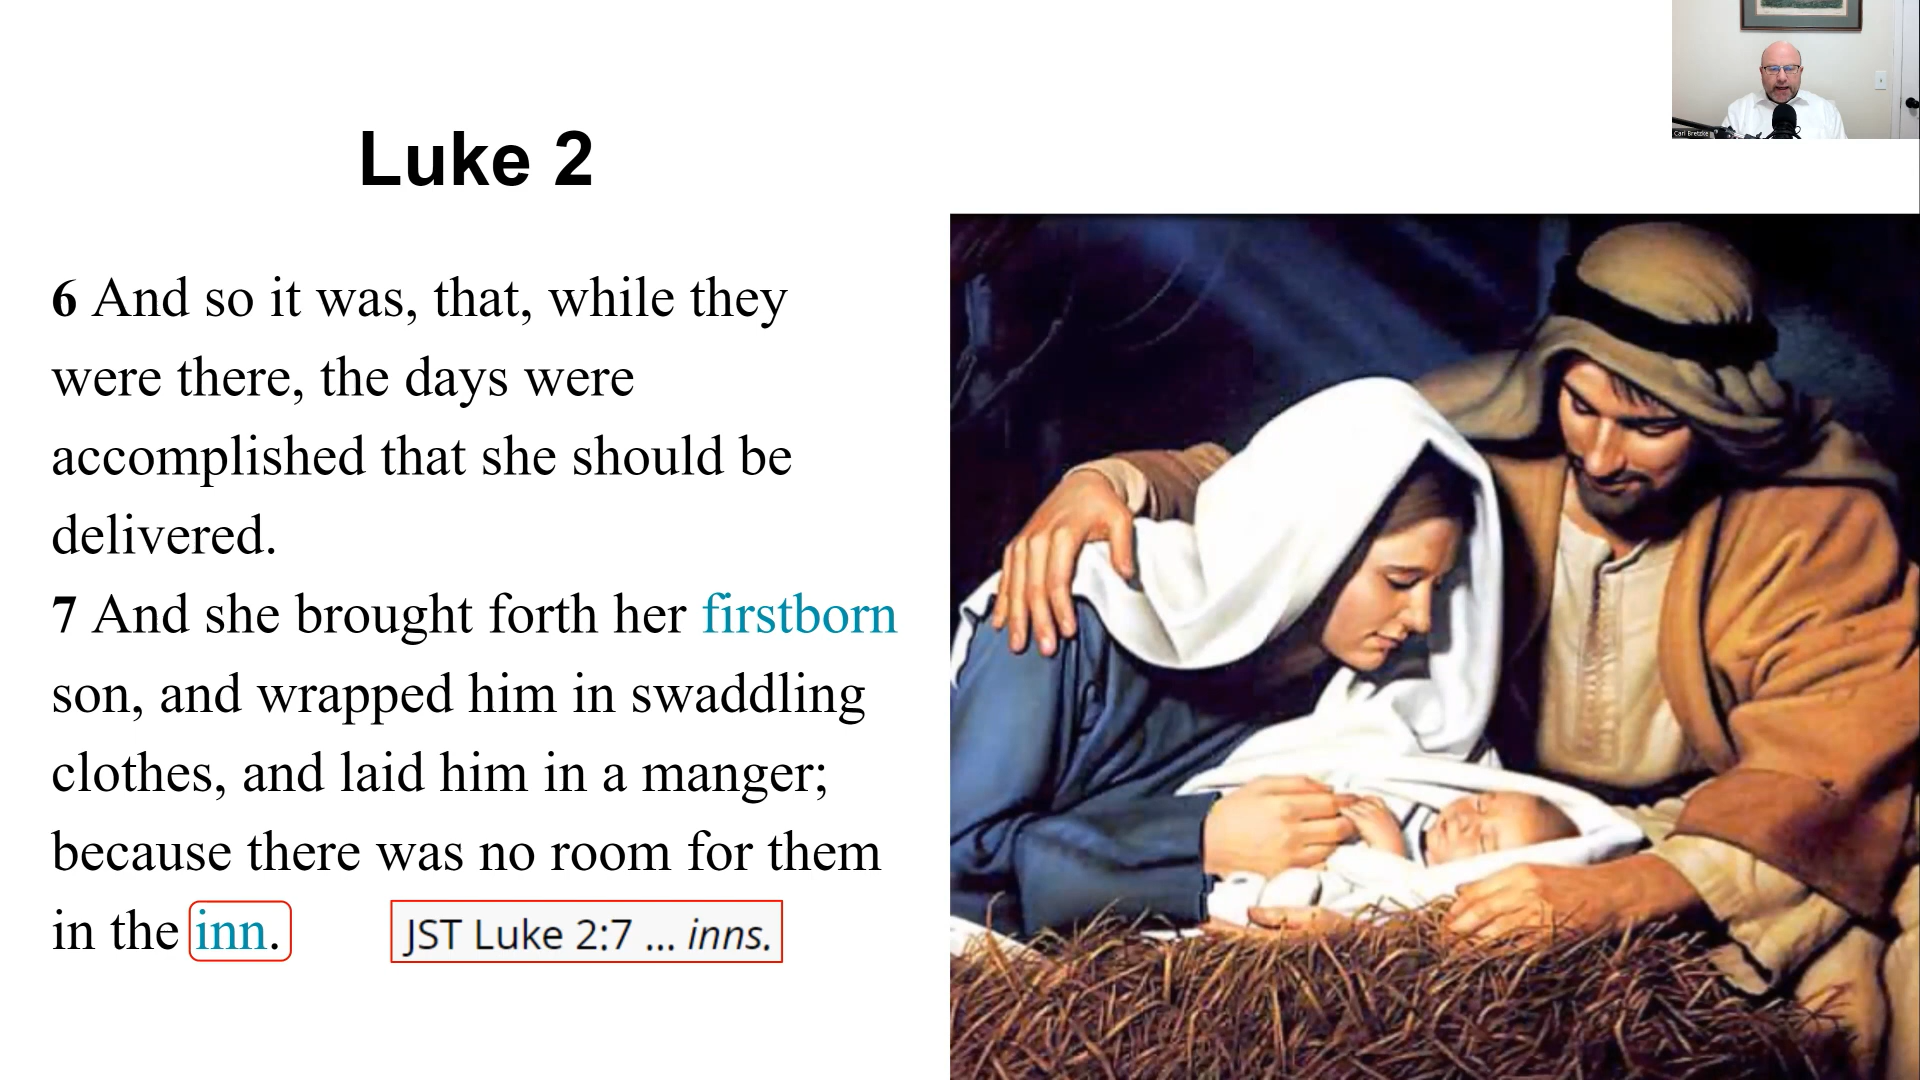 Luke 2
6 And so it was, that, while they
were there, the days were
accomplished that she should be
delivered.
7 And she brought forth her firstborn
son, and wrapped him in swaddling
clothes, and laid him in a manger;
because there was no room for them
in the inn.
JST Luke 2:7 ... inns.
Carl Bretzke